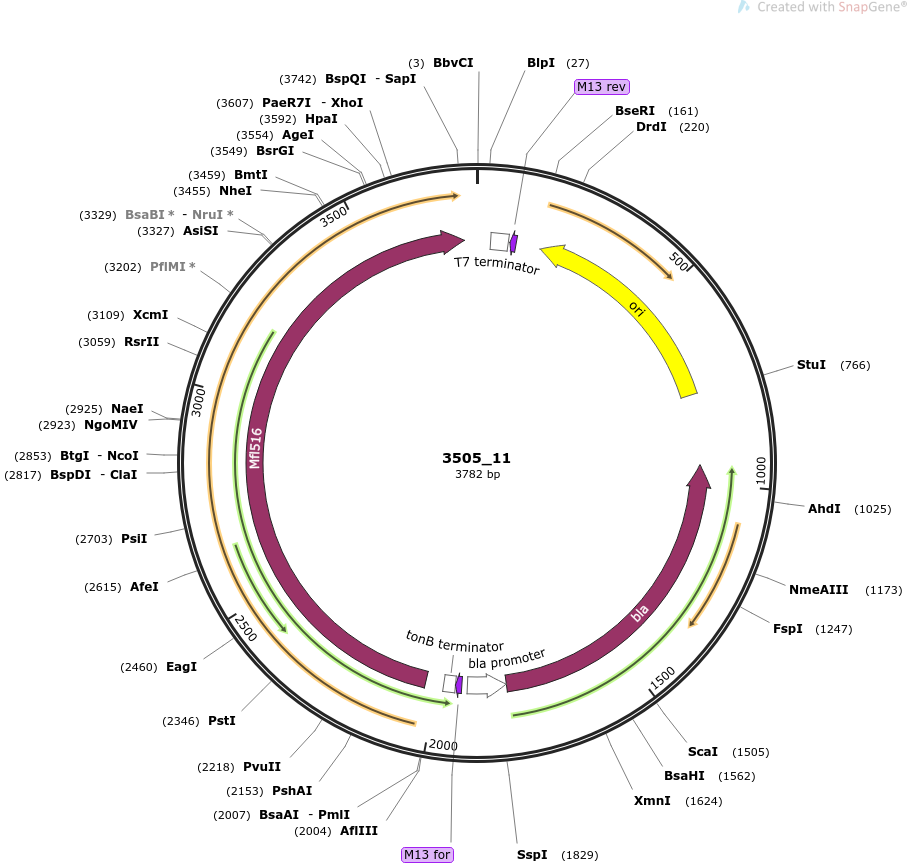 Created with SnapGene®
(3) BbvCI
BlpI (27)
(3742) BspQI - SapI
M13 rev
(3607) PaeR7I - XhoI
BseRI (161)
(3592) HpaI
DrdI (220)
(3554) AgeI
(3549) BsrGI
(3459) BmtI
(3455) NheI
(3329) BsaBI * - NruI *
(3327) AsiSI
3500
T7 terminator
500
(3202) PflMI *
ori
(3109) XcmI
(3059) RsrII
StuI (766)
3000
(2925) NaeI
(2923) NgoMIV
Mfl516
(2853) BtgI - NcoI
3505_11
3782 bp
1000
(2817) BspDI - ClaI
AhdI (1025)
(2703) PsiI
(2615) AfeI
NmeAIII (1173)
bla
FspI (1247)
2500
tonB terminator
bla promoter
(2460) EagI
1500
(2346) PstI
2000
ScaI (1505)
(2218) PvuII
BsaHI (1562)
(2153) PshAI
XmnI (1624)
(2007) BsaAI - PmlI
(2004) AflIII
M13 for
SspI (1829)